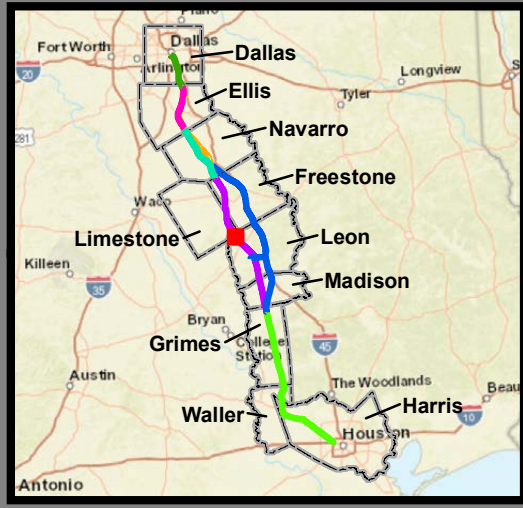 Plano
Fort Worth
Dallas
Dallas
Arlington
20
Longview
Ellis
Tyler
281
Navarro
Freestone
Waco
Limestone
Leon
Killeen
Madison
35
Bryan
Grimes
College
Station
45
Austin
The Woodlands
Waller
Harris
Beau
10
Houston
Antonio